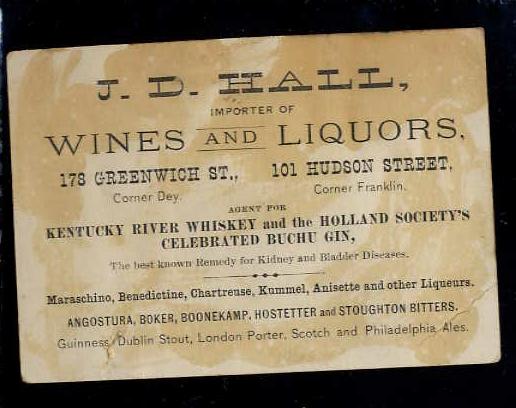 J. D. HALL,
IMPORTER OF
WINES AND LIQUORS,
178 GREENWICH ST., 101 HUDSON STREET,
Corner Dey. Corner Franklin.
AGENT FOR
KENTUCKY RIVER WHISKEY and the HOLLAND SOCIETY'S
CELEBRATED BUCHU GIN,
The best known Remedy for Kidney and Bladder Diseases.
Maraschino, Benedictine, Chartreuse, Kummel, Anisette and other Liqueurs.
ANGOSTURA, BOKER, BOONEKAMP, HOSTETTER and STOUGHTON BITTERS.
Guinness Dublin Stout, London Porter, Scotch and Philadelphia Ales.